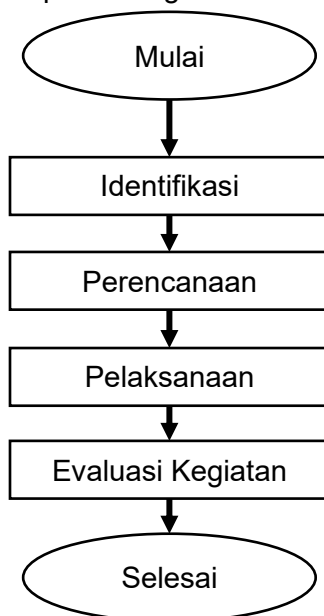 Mulai
Identifikasi
Perencanaan
Pelaksanaan
Evaluasi Kegiatan
Selesai